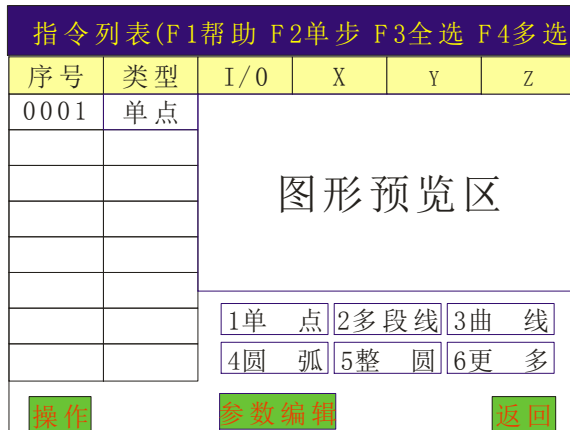 指令列表(F1帮助 F2单步 F3全选 F4多选
序号 类型 I/0 X Y Z
0001 单点
图形预览区
1单 点 2多段线 3曲 线
4圆 弧 5整 圆 6更 多
操作 参数编辑 返回